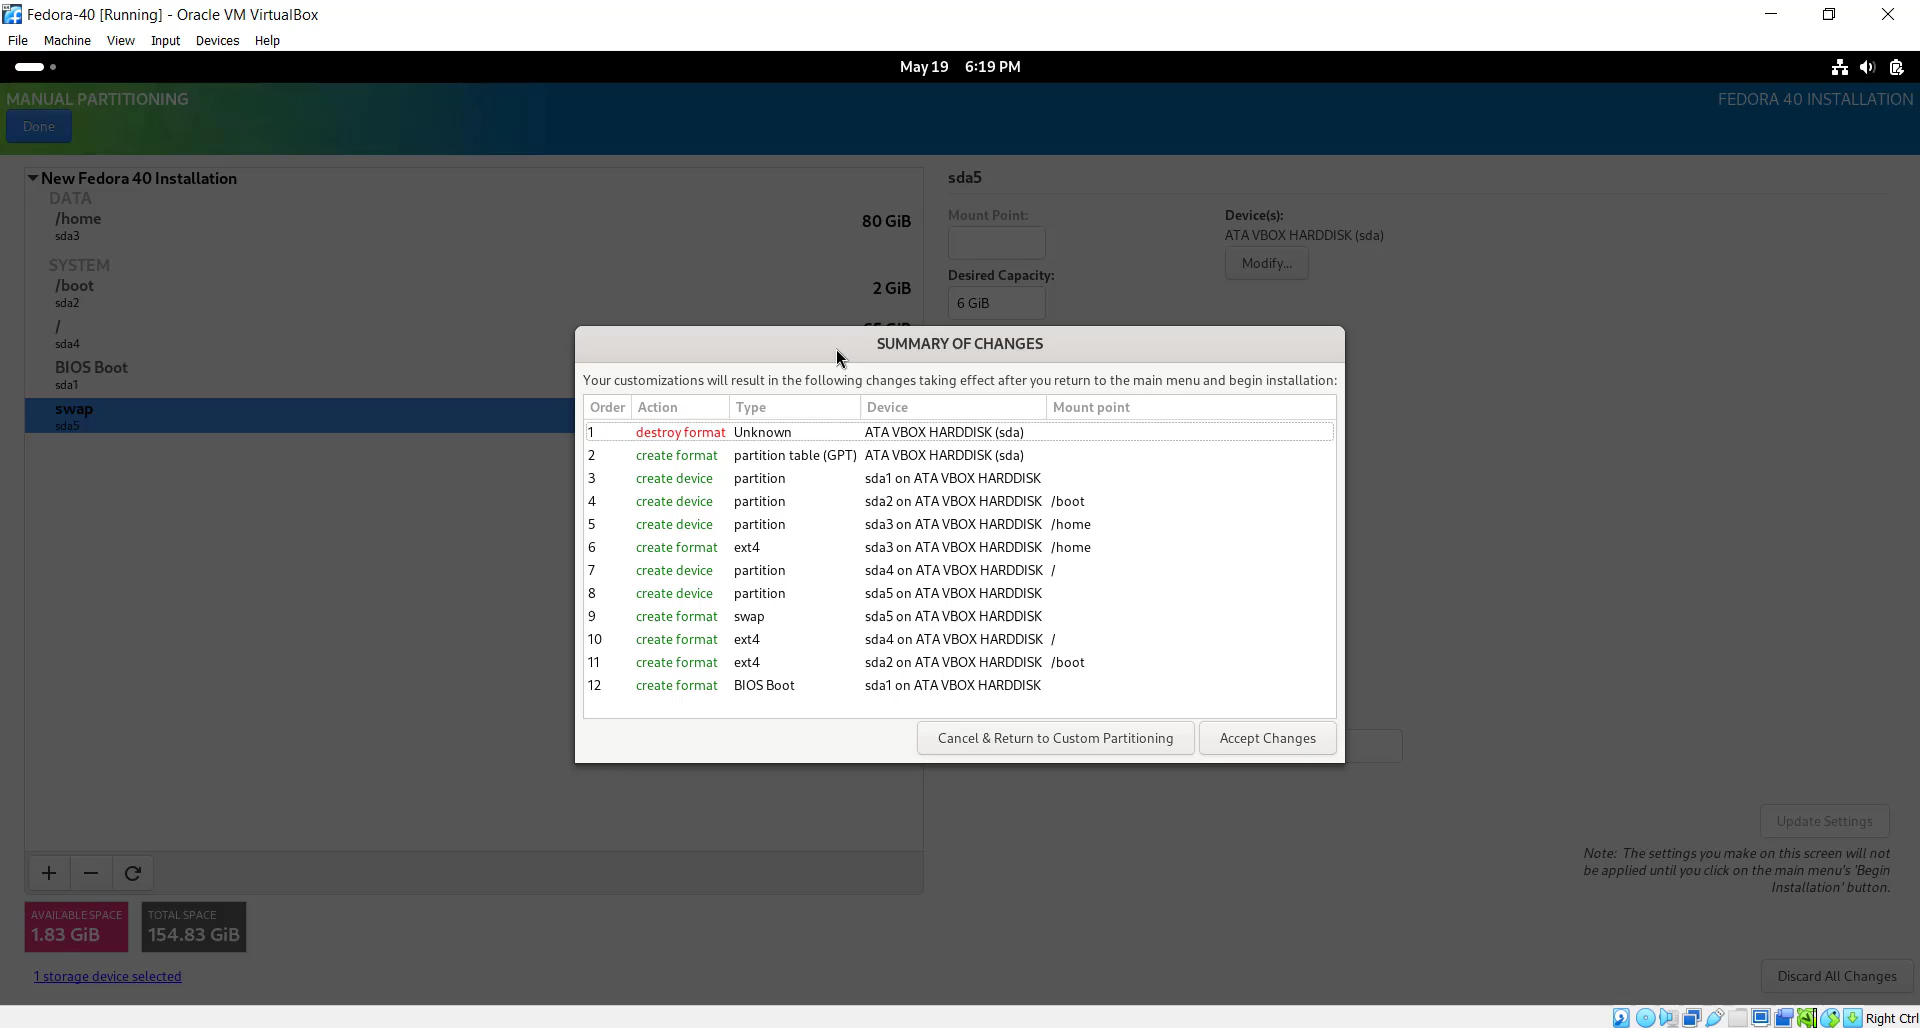 Fedora-40 [Running] - Oracle VM VirtualBox
File Machine View Input Devices Help
May 19 6:19 PM
MANUAL PARTITIONING
FEDORA 40 INSTALLATION
Done
New Fedora 40 Installation
DATA
/home
80 GiB
sda3
SYSTEM
/boot
2 GiB
sda2
/
sda4
BIOS Boot
sda1
swap
sda5
sda5
Mount Point:
Device(s):
ATA VBOX HARDDISK (sda)
Modify...
Desired Capacity:
6 GiB
SUMMARY OF CHANGES
Your customizations will result in the following changes taking effect after you return to the main menu and begin installation:
Order Action Type Device Mount point
1 destroy format Unknown ATA VBOX HARDDISK (sda)
2 create format partition table (GPT) ATA VBOX HARDDISK (sda)
3 create device partition sda1 on ATA VBOX HARDDISK
4 create device partition sda2 on ATA VBOX HARDDISK /boot
5 create device partition sda3 on ATA VBOX HARDDISK /home
6 create format ext4 sda3 on ATA VBOX HARDDISK /home
7 create device partition sda4 on ATA VBOX HARDDISK /
8 create device partition sda5 on ATA VBOX HARDDISK
9 create format swap sda5 on ATA VBOX HARDDISK
10 create format ext4 sda4 on ATA VBOX HARDDISK /
11 create format ext4 sda2 on ATA VBOX HARDDISK /boot
12 create format BIOS Boot sda1 on ATA VBOX HARDDISK
Cancel & Return to Custom Partitioning Accept Changes
Update Settings
Note: The settings you make on this screen will not
be applied until you click on the main menu's 'Begin
Installation' button.
AVAILABLE SPACE
1.83 GiB
TOTAL SPACE
154.83 GiB
1 storage device selected
Discard All Changes
Right Ctrl